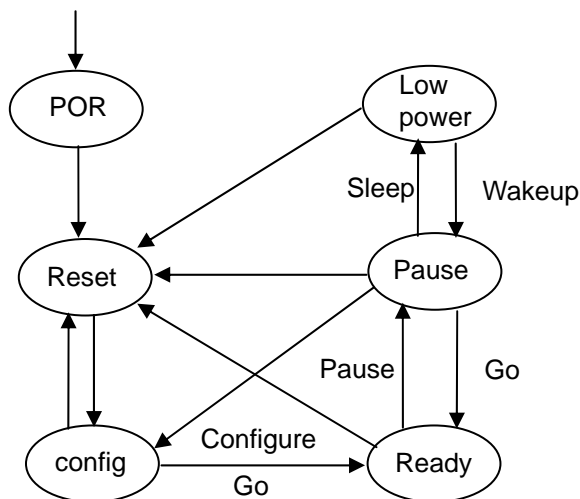 POR
Low
power
Sleep
Wakeup
Reset
Pause
Pause
Go
Configure
config
Go
Ready